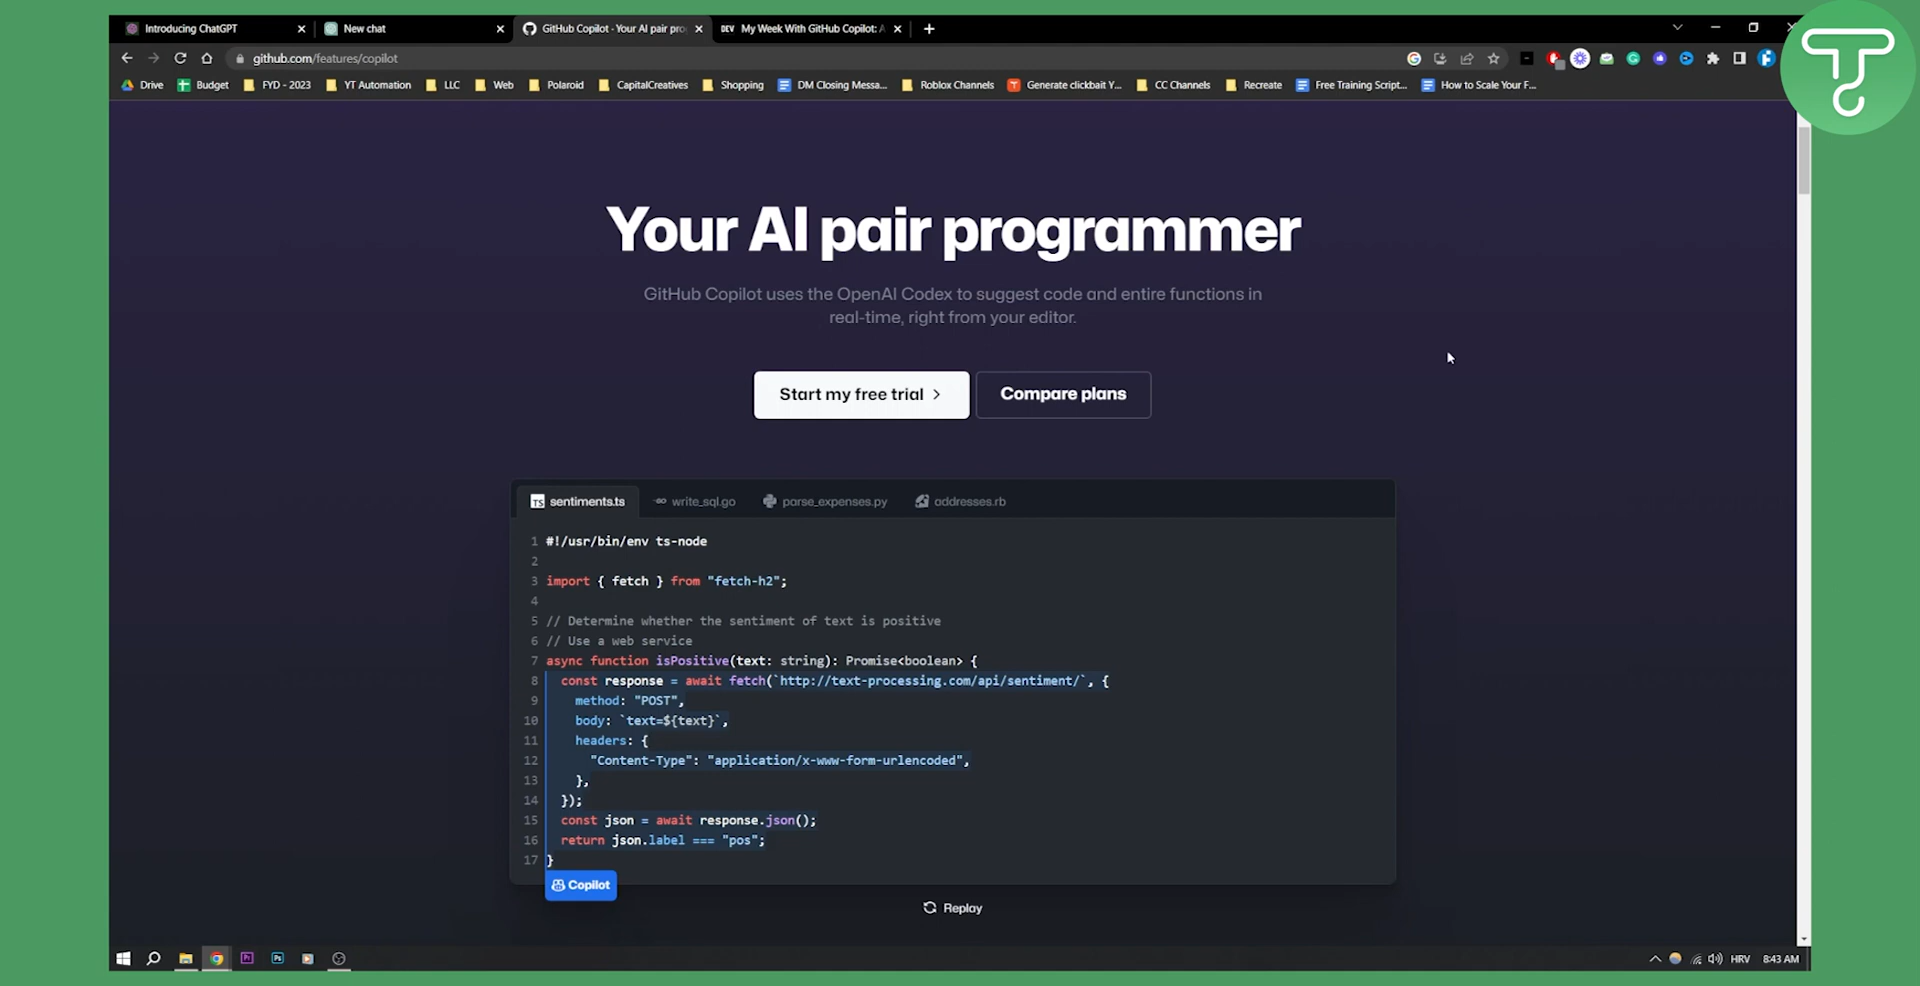 Introducing ChatGPT
New chat
GitHub Copilot - Your AI pair pro
DEV My Week With GitHub Copilot: A
github.com/features/copilot
Drive
Budget
FYD - 2023
YT Automation
LLC
Web
Polaroid
CapitalCreatives
Shopping
DM Closing Messa...
Roblox Channels
Generate clickbait Y...
CC Channels
Recreate
Free Training Script...
How to Scale Your F...
Your AI pair programmer
GitHub Copilot uses the OpenAI Codex to suggest code and entire functions in
real-time, right from your editor.
Start my free trial >
Compare plans
TS sentiments.ts
write_sql.go
parse_expenses.py
addresses.rb
1 #!/usr/bin/env ts-node
2
3 import { fetch } from "fetch-h2";
4
5 // Determine whether the sentiment of text is positive
6 // Use a web service
7 async function isPositive(text: string): Promise<boolean> {
8 const response = await fetch(`http://text-processing.com/api/sentiment/`, {
9 method: "POST",
10 body: `text=${text}`,
11 headers: {
12 "Content-Type": "application/x-www-form-urlencoded",
13 },
14 });
15 const json = await response.json();
16 return json.label === "pos";
17 }
Copilot
Replay
Pr
Ps
HRV
8:43 AM